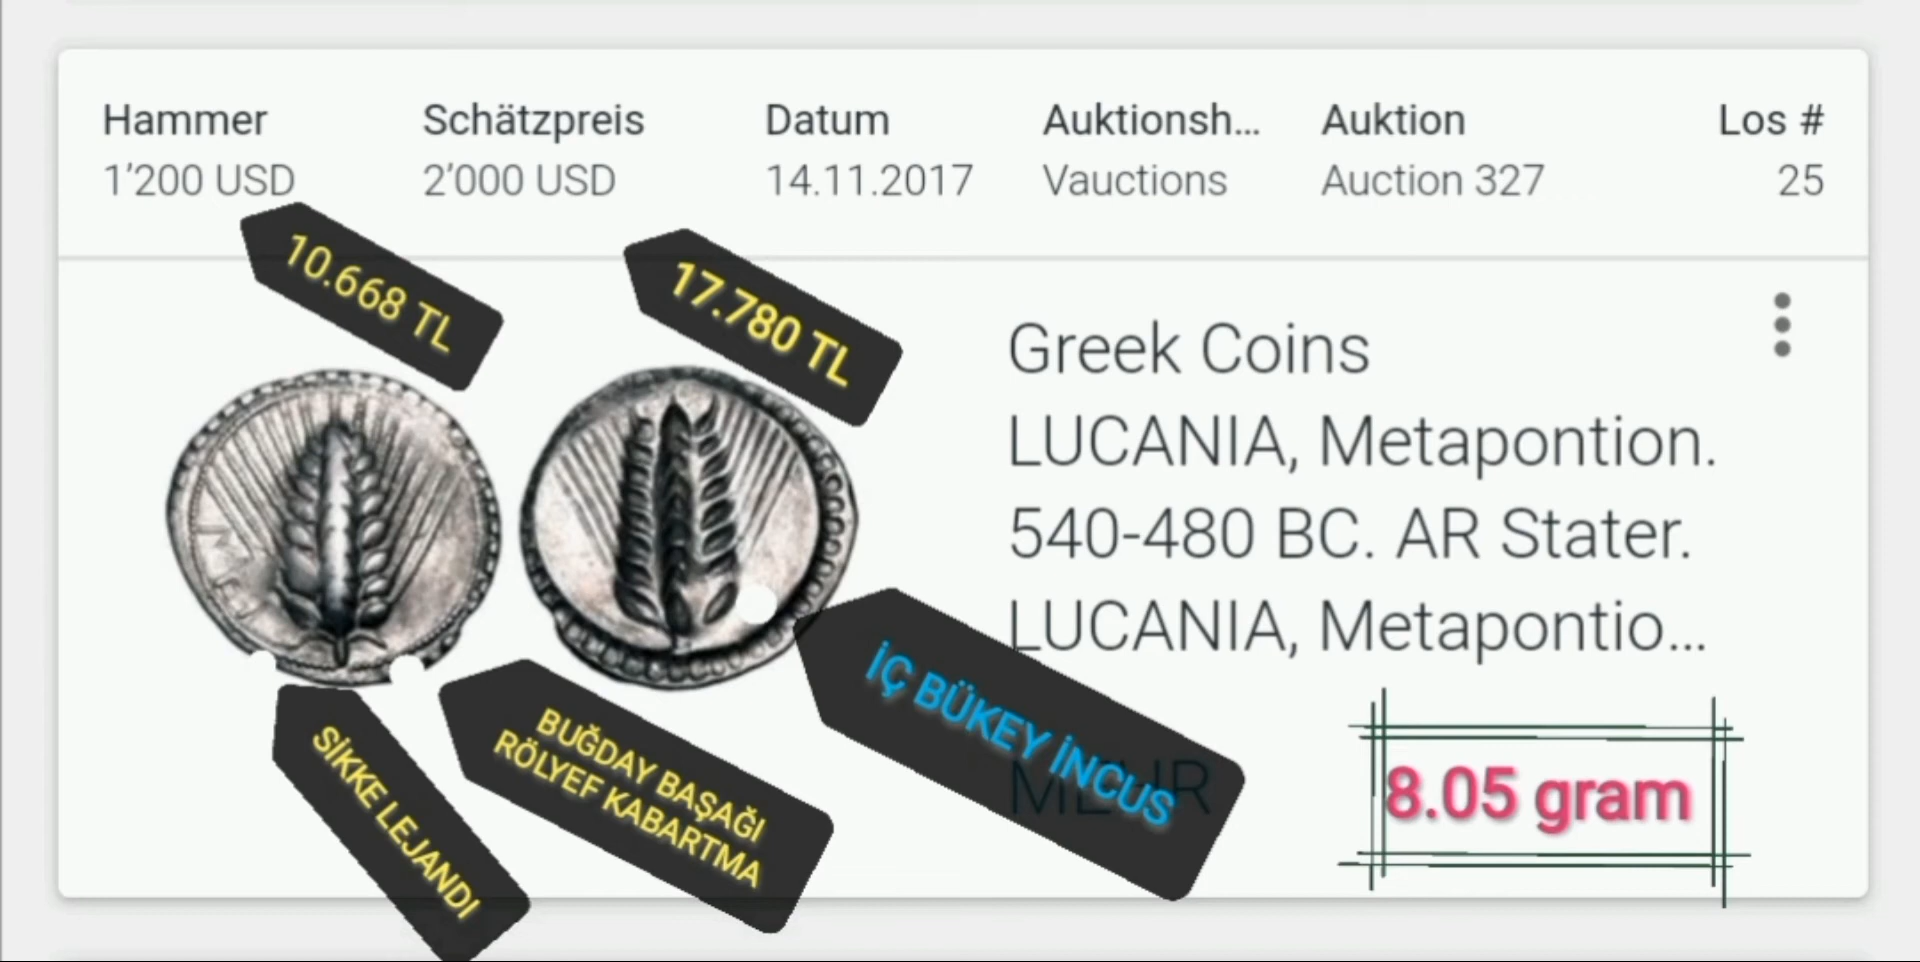 Hammer Schätzpreis Datum Auktionsh... Auktion Los #
1'200 USD 2'000 USD 14.11.2017 Vauctions Auction 327 25
10.668 TL
17.780 TL
Greek Coins
LUCANIA, Metapontion.
540-480 BC. AR Stater.
LUCANIA, Metapontio...
İÇ BÜKEY İNCUS
MEHR
BUĞDAY BAŞAĞI
RÖLYEF KABARTMA
SİKKE LEJANDI
8.05 gram